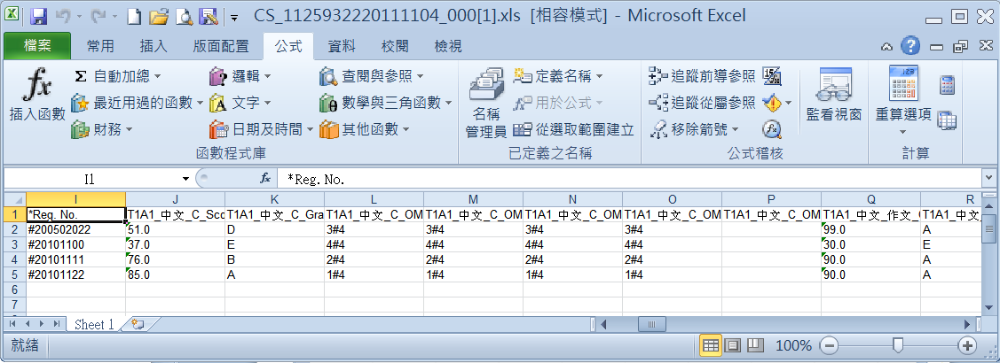 CS_1125932220111104_000[1].xls [相容模式] - Microsoft Excel
檔案 常用 插入 版面配置 公式 資料 校閱 檢視
fx 插入函數
Σ 自動加總
最近用過的函數
財務
邏輯
文字
日期及時間
查閱與參照
數學與三角函數
其他函數
函數程式庫
名稱
管理員
定義名稱
用於公式
從選取範圍建立
已定義之名稱
追蹤前導參照
追蹤從屬參照
移除箭號
監看視窗
公式稽核
重算選項
計算
I1 fx *Reg. No.
I J K L M N O P Q R
1 *Reg. No. T1A1_中文_C_Sco T1A1_中文_C_Gra T1A1_中文_C_OM T1A1_中文_C_OM T1A1_中文_C_OM T1A1_中文_C_OM T1A1_中文_C_OM T1A1_中文_作文_ T1A1_中文_
2 #200502022 51.0 D 3#4 3#4 3#4 3#4 99.0 A
3 #20101100 37.0 E 4#4 4#4 4#4 4#4 30.0 E
4 #20101111 76.0 B 2#4 2#4 2#4 2#4 90.0 A
5 #20101122 85.0 A 1#4 1#4 1#4 1#4 90.0 A
6
7
Sheet 1
就緒 100%